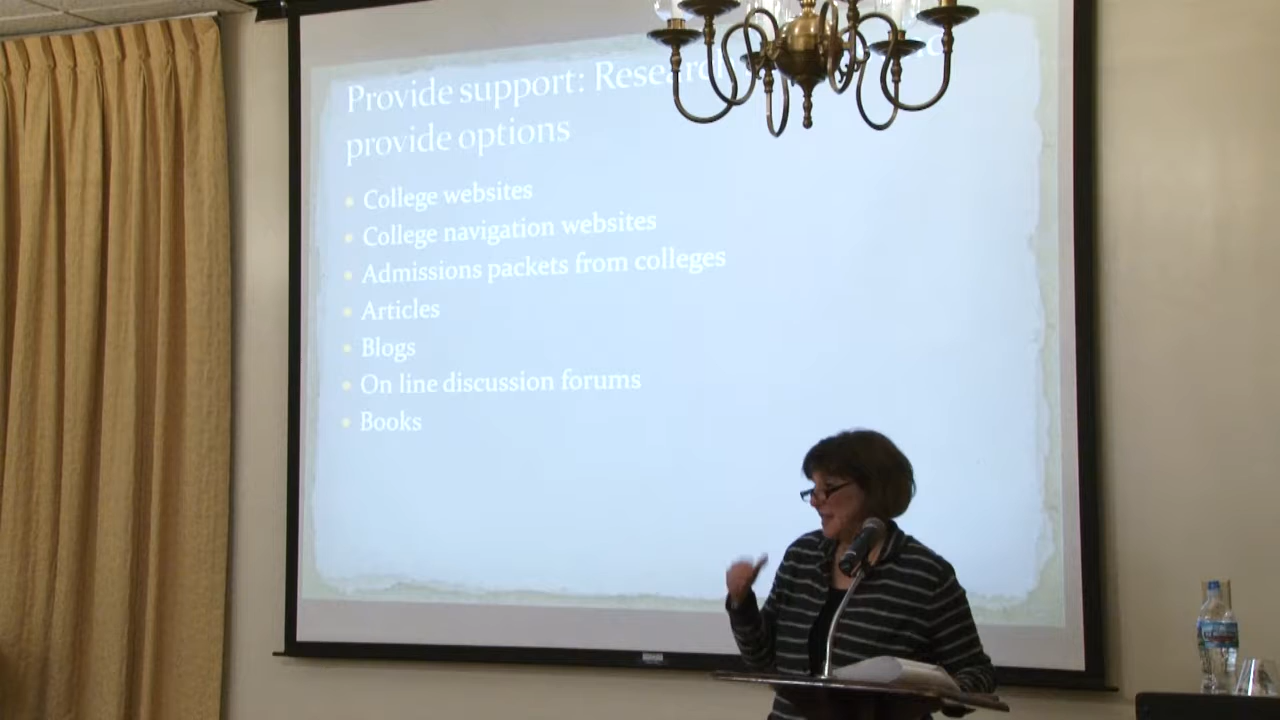 Provide support: Research
provide options
College websites
College navigation websites
Admissions packets from colleges
Articles
Blogs
On line discussion forums
Books